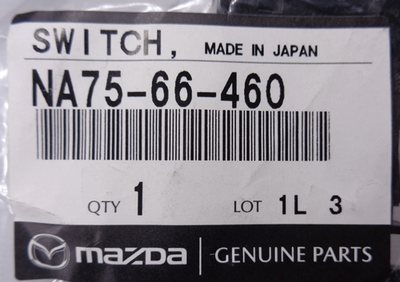 SWITCH, MADE IN JAPAN
NA75-66-460
QTY 1 LOT 1L 3
mazda GENUINE PARTS